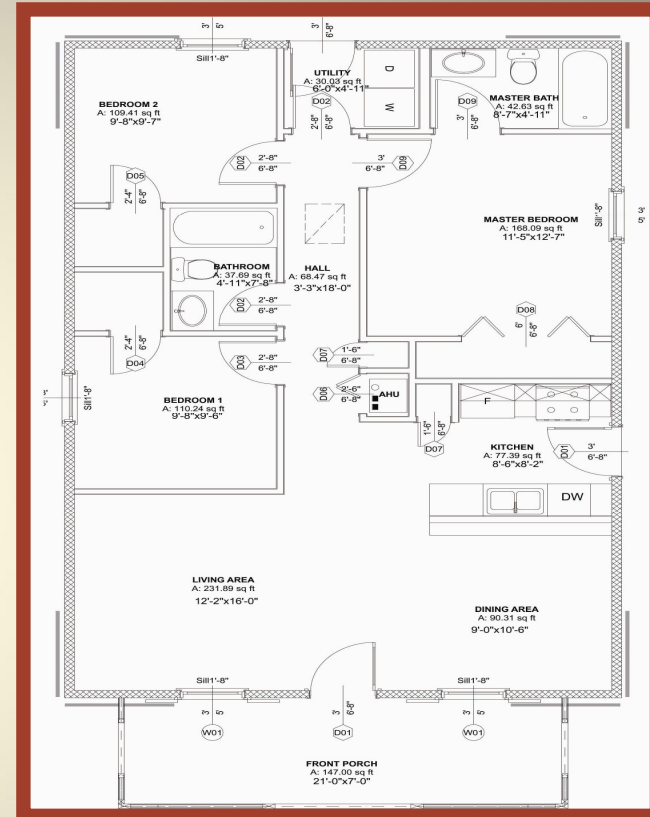 3'
5'
3'
6'-8"
Sill1'-8"
UTILITY
A: 30.03 sq ft
6'-0"x4'-11"
D
W
D02
2'-8"
6'-8"
D09
3'
6'-8"
MASTER BATH
A: 42.63 sq ft
8'-7"x4'-11"
BEDROOM 2
A: 109.41 sq ft
9'-8"x9'-7"
D02
2'-8"
6'-8"
3'
6'-8"
D09
D05
2'-4"
6'-8"
MASTER BEDROOM
A: 168.09 sq ft
11'-5"x12'-7"
Sill1'-8"
3'
5'
BATHROOM
A: 37.69 sq ft
4'-11"x7'-8"
HALL
A: 68.47 sq ft
3'-3"x18'-0"
D02
2'-8"
6'-8"
D08
6'
6'-8"
2'-4"
6'-8"
D04
D03
2'-8"
6'-8"
D07
1'-6"
6'-8"
D06
2'-6"
6'-8"
AHU
3'
5'
Sill1'-8"
BEDROOM 1
A: 110.24 sq ft
9'-8"x9'-6"
F
1'-6"
6'-8"
D07
KITCHEN
A: 77.39 sq ft
8'-6"x8'-2"
D01
3'
6'-8"
DW
LIVING AREA
A: 231.89 sq ft
12'-2"x16'-0"
DINING AREA
A: 90.31 sq ft
9'-0"x10'-6"
Sill1'-8"
Sill1'-8"
3'
5'
W01
3'
6'-8"
D01
3'
5'
W01
FRONT PORCH
A: 147.00 sq ft
21'-0"x7'-0"